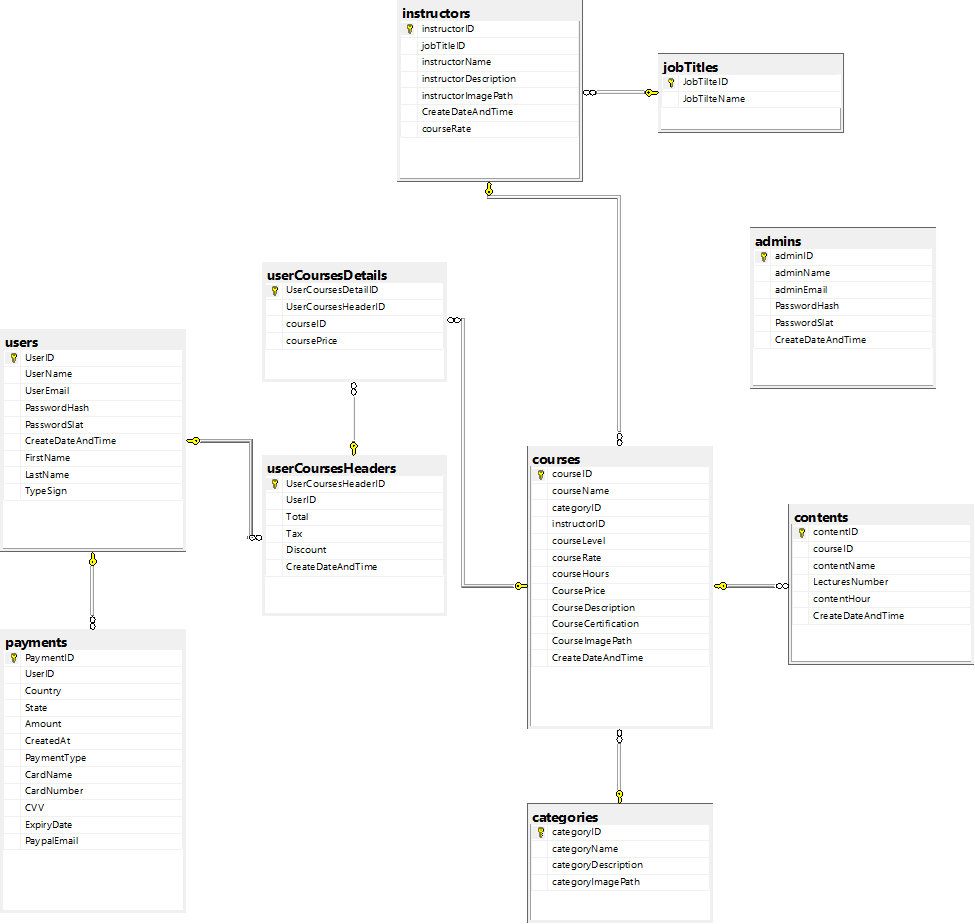 instructors
instructorID
jobTitleID
instructorName
instructorDescription
instructorImagePath
CreateDateAndTime
courseRate
jobTitles
JobTilteID
JobTilteName
admins
adminID
adminName
adminEmail
PasswordHash
PasswordSlat
CreateDateAndTime
userCoursesDetails
UserCoursesDetailID
UserCoursesHeaderID
courseID
coursePrice
users
UserID
UserName
UserEmail
PasswordHash
PasswordSlat
CreateDateAndTime
FirstName
LastName
TypeSign
userCoursesHeaders
UserCoursesHeaderID
UserID
Total
Tax
Discount
CreateDateAndTime
courses
courseID
courseName
categoryID
instructorID
courseLevel
courseRate
courseHours
CoursePrice
CourseDescription
CourseCertification
CourseImagePath
CreateDateAndTime
contents
contentID
courseID
contentName
LecturesNumber
contentHour
CreateDateAndTime
payments
PaymentID
UserID
Country
State
Amount
CreatedAt
PaymentType
CardName
CardNumber
CVV
ExpiryDate
PaypalEmail
categories
categoryID
categoryName
categoryDescription
categoryImagePath